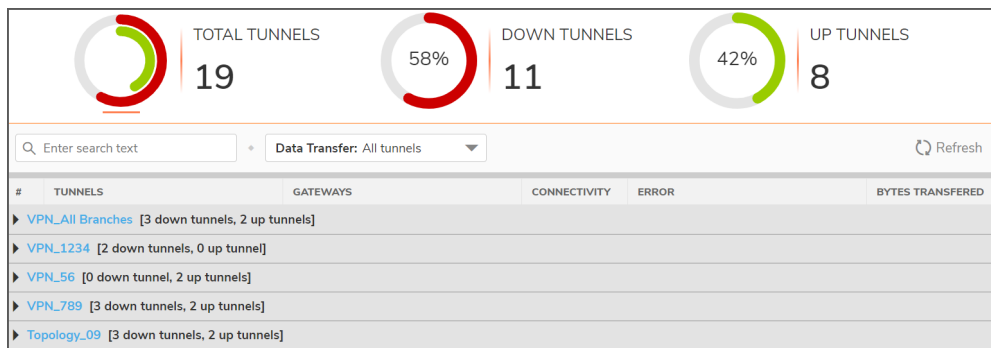 TOTAL TUNNELS
19
58%
DOWN TUNNELS
11
42%
UP TUNNELS
8
Enter search text
Data Transfer: All tunnels
Refresh
# TUNNELS GATEWAYS CONNECTIVITY ERROR BYTES TRANSFERED
VPN_All Branches [3 down tunnels, 2 up tunnels]
VPN_1234 [2 down tunnels, 0 up tunnel]
VPN_56 [0 down tunnel, 2 up tunnels]
VPN_789 [3 down tunnels, 2 up tunnels]
Topology_09 [3 down tunnels, 2 up tunnels]